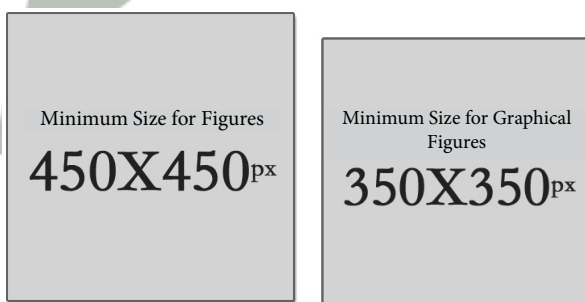 Minimum Size for Figures
450X450px
Minimum Size for Graphical
Figures
350X350px